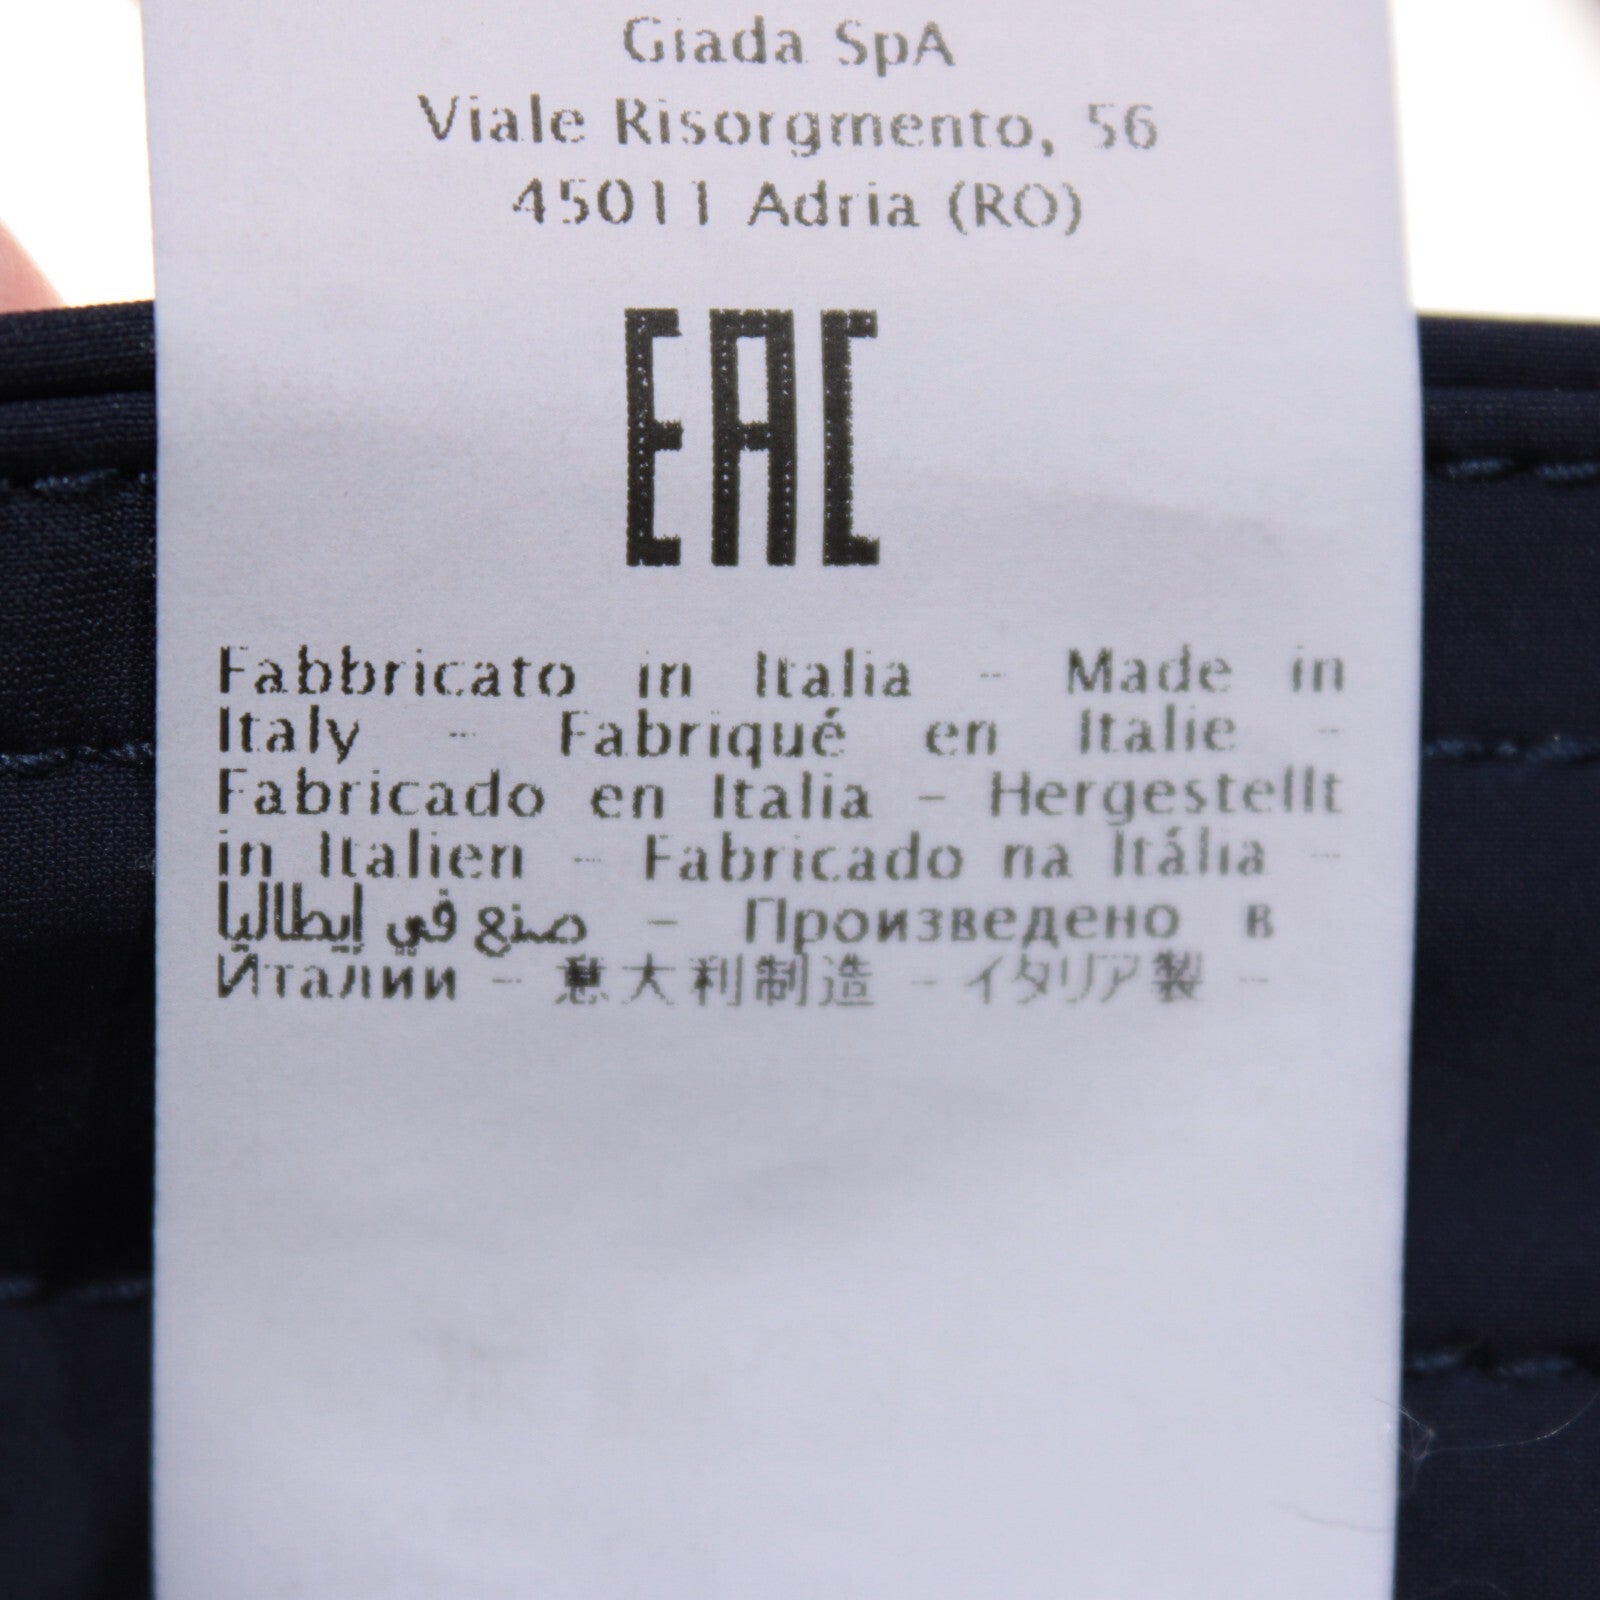 Giada SpA
Viale Risorgmento, 56
45011 Adria (RO)
EAC
Fabbricato in Italia - Made in
Italy - Fabriqué en Italie -
Fabricado en Italia - Hergestellt
in Italien - Fabricado na Itália -
صنع في إيطاليا - Произведено в
Италии - 意大利制造 - イタリア製 -